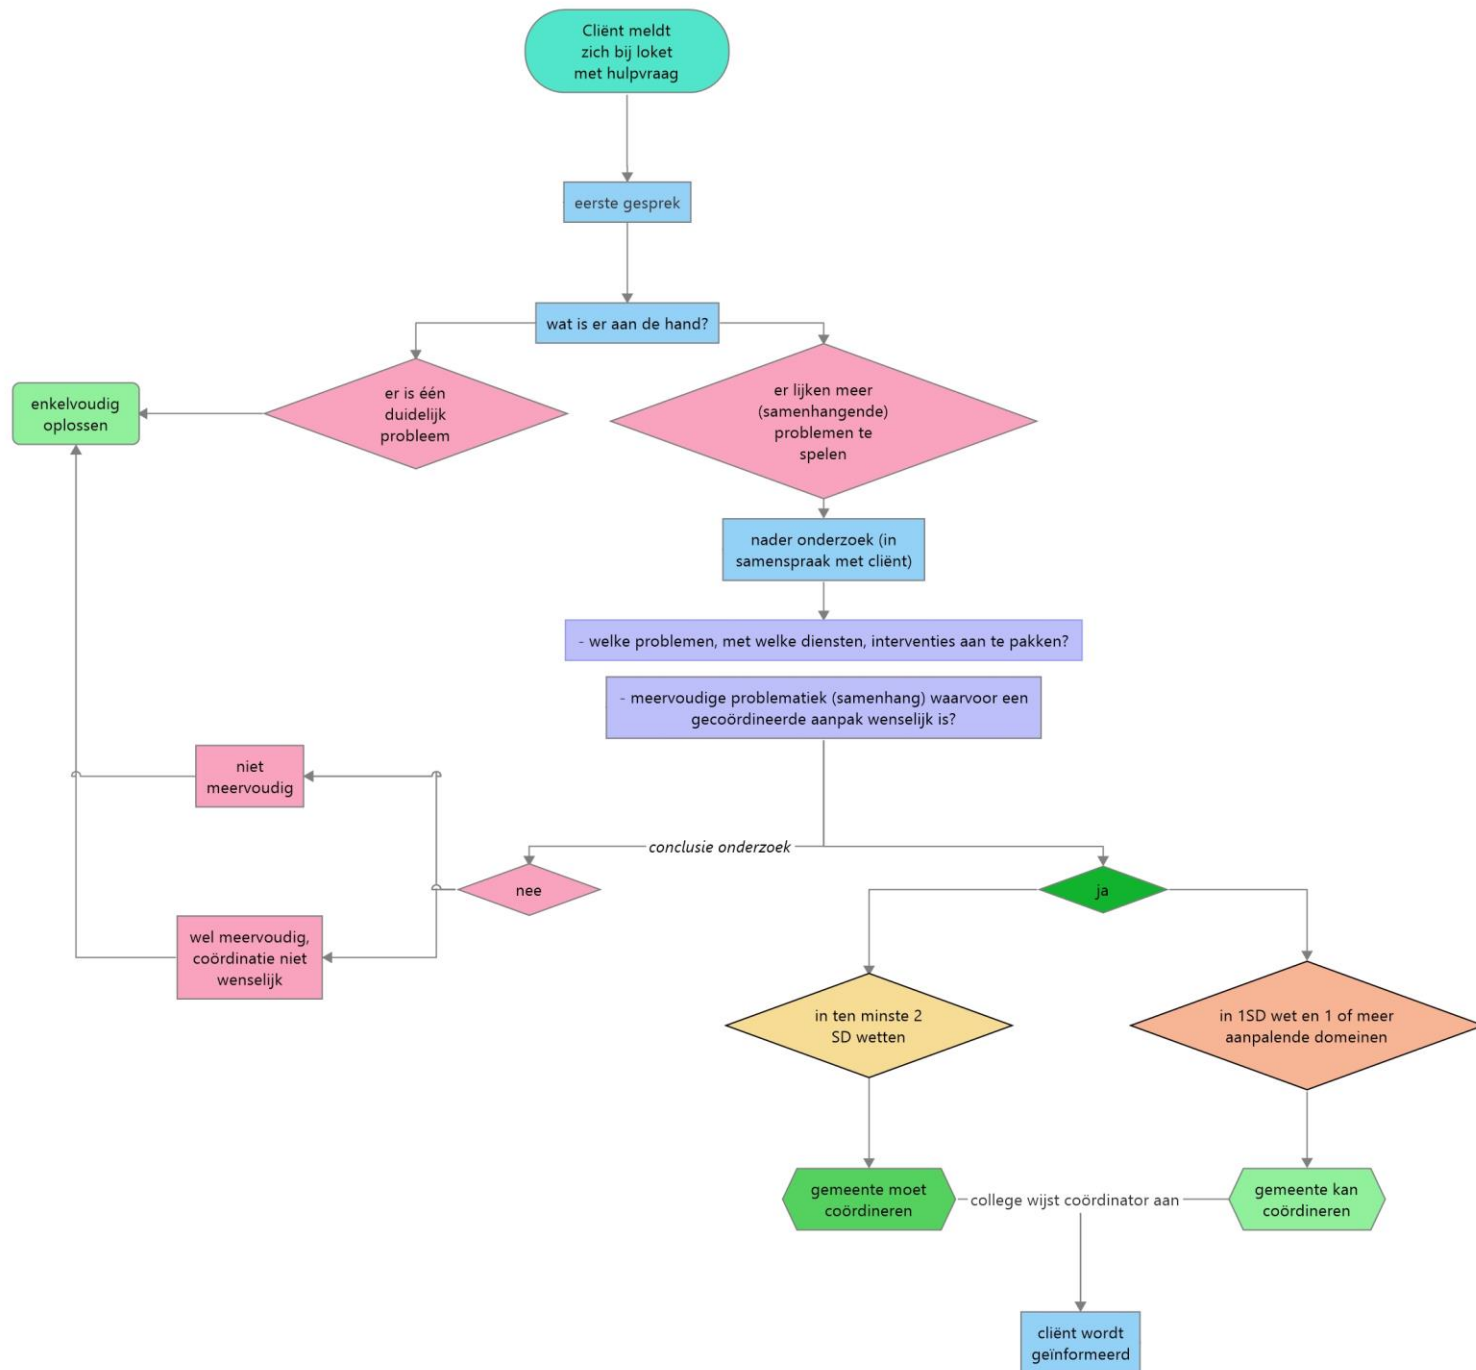 Cliënt meldt
zich bij loket
met hulpvraag
eerste gesprek
wat is er aan de hand?
er is één
duidelijk
probleem
enkelvoudig
oplossen
er lijken meer
(samenhangende)
problemen te
spelen
nader onderzoek (in
samenspraak met cliënt)
- welke problemen, met welke diensten, interventies aan te pakken?
- meervoudige problematiek (samenhang) waarvoor een
gecoördineerde aanpak wenselijk is?
conclusie onderzoek
nee
niet
meervoudig
wel meervoudig,
coördinatie niet
wenselijk
ja
in ten minste 2
SD wetten
in 1SD wet en 1 of meer
aanpalende domeinen
gemeente moet
coördineren
college wijst coördinator aan
gemeente kan
coördineren
cliënt wordt
geïnformeerd